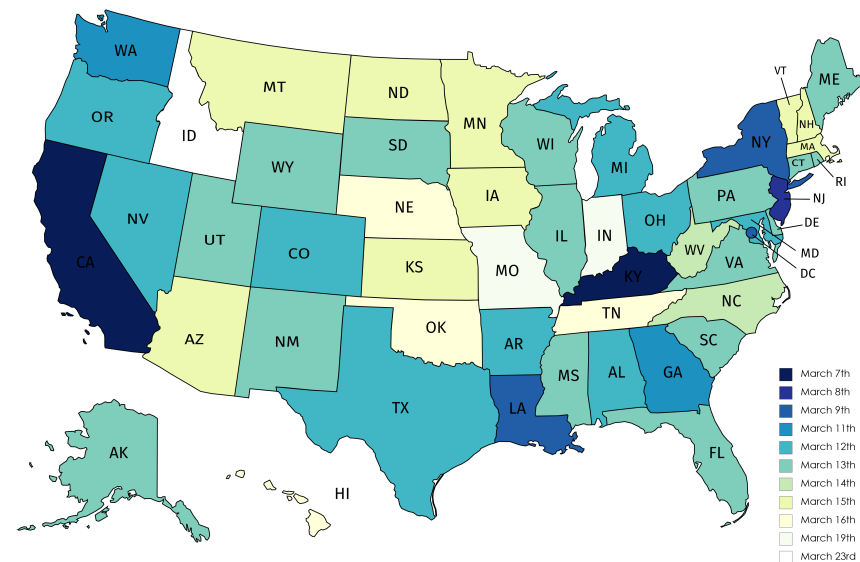 WA
OR
ID
MT
ND
MN
WI
MI
VT
ME
NH
NY
MA
CT
RI
NJ
PA
DE
MD
DC
WY
SD
IA
NE
NV
UT
CO
KS
MO
IL
IN
OH
WV
VA
KY
CA
AZ
NM
OK
AR
TN
NC
SC
MS
AL
GA
TX
LA
FL
AK
HI
March 7th
March 8th
March 9th
March 11th
March 12th
March 13th
March 14th
March 15th
March 16th
March 19th
March 23rd